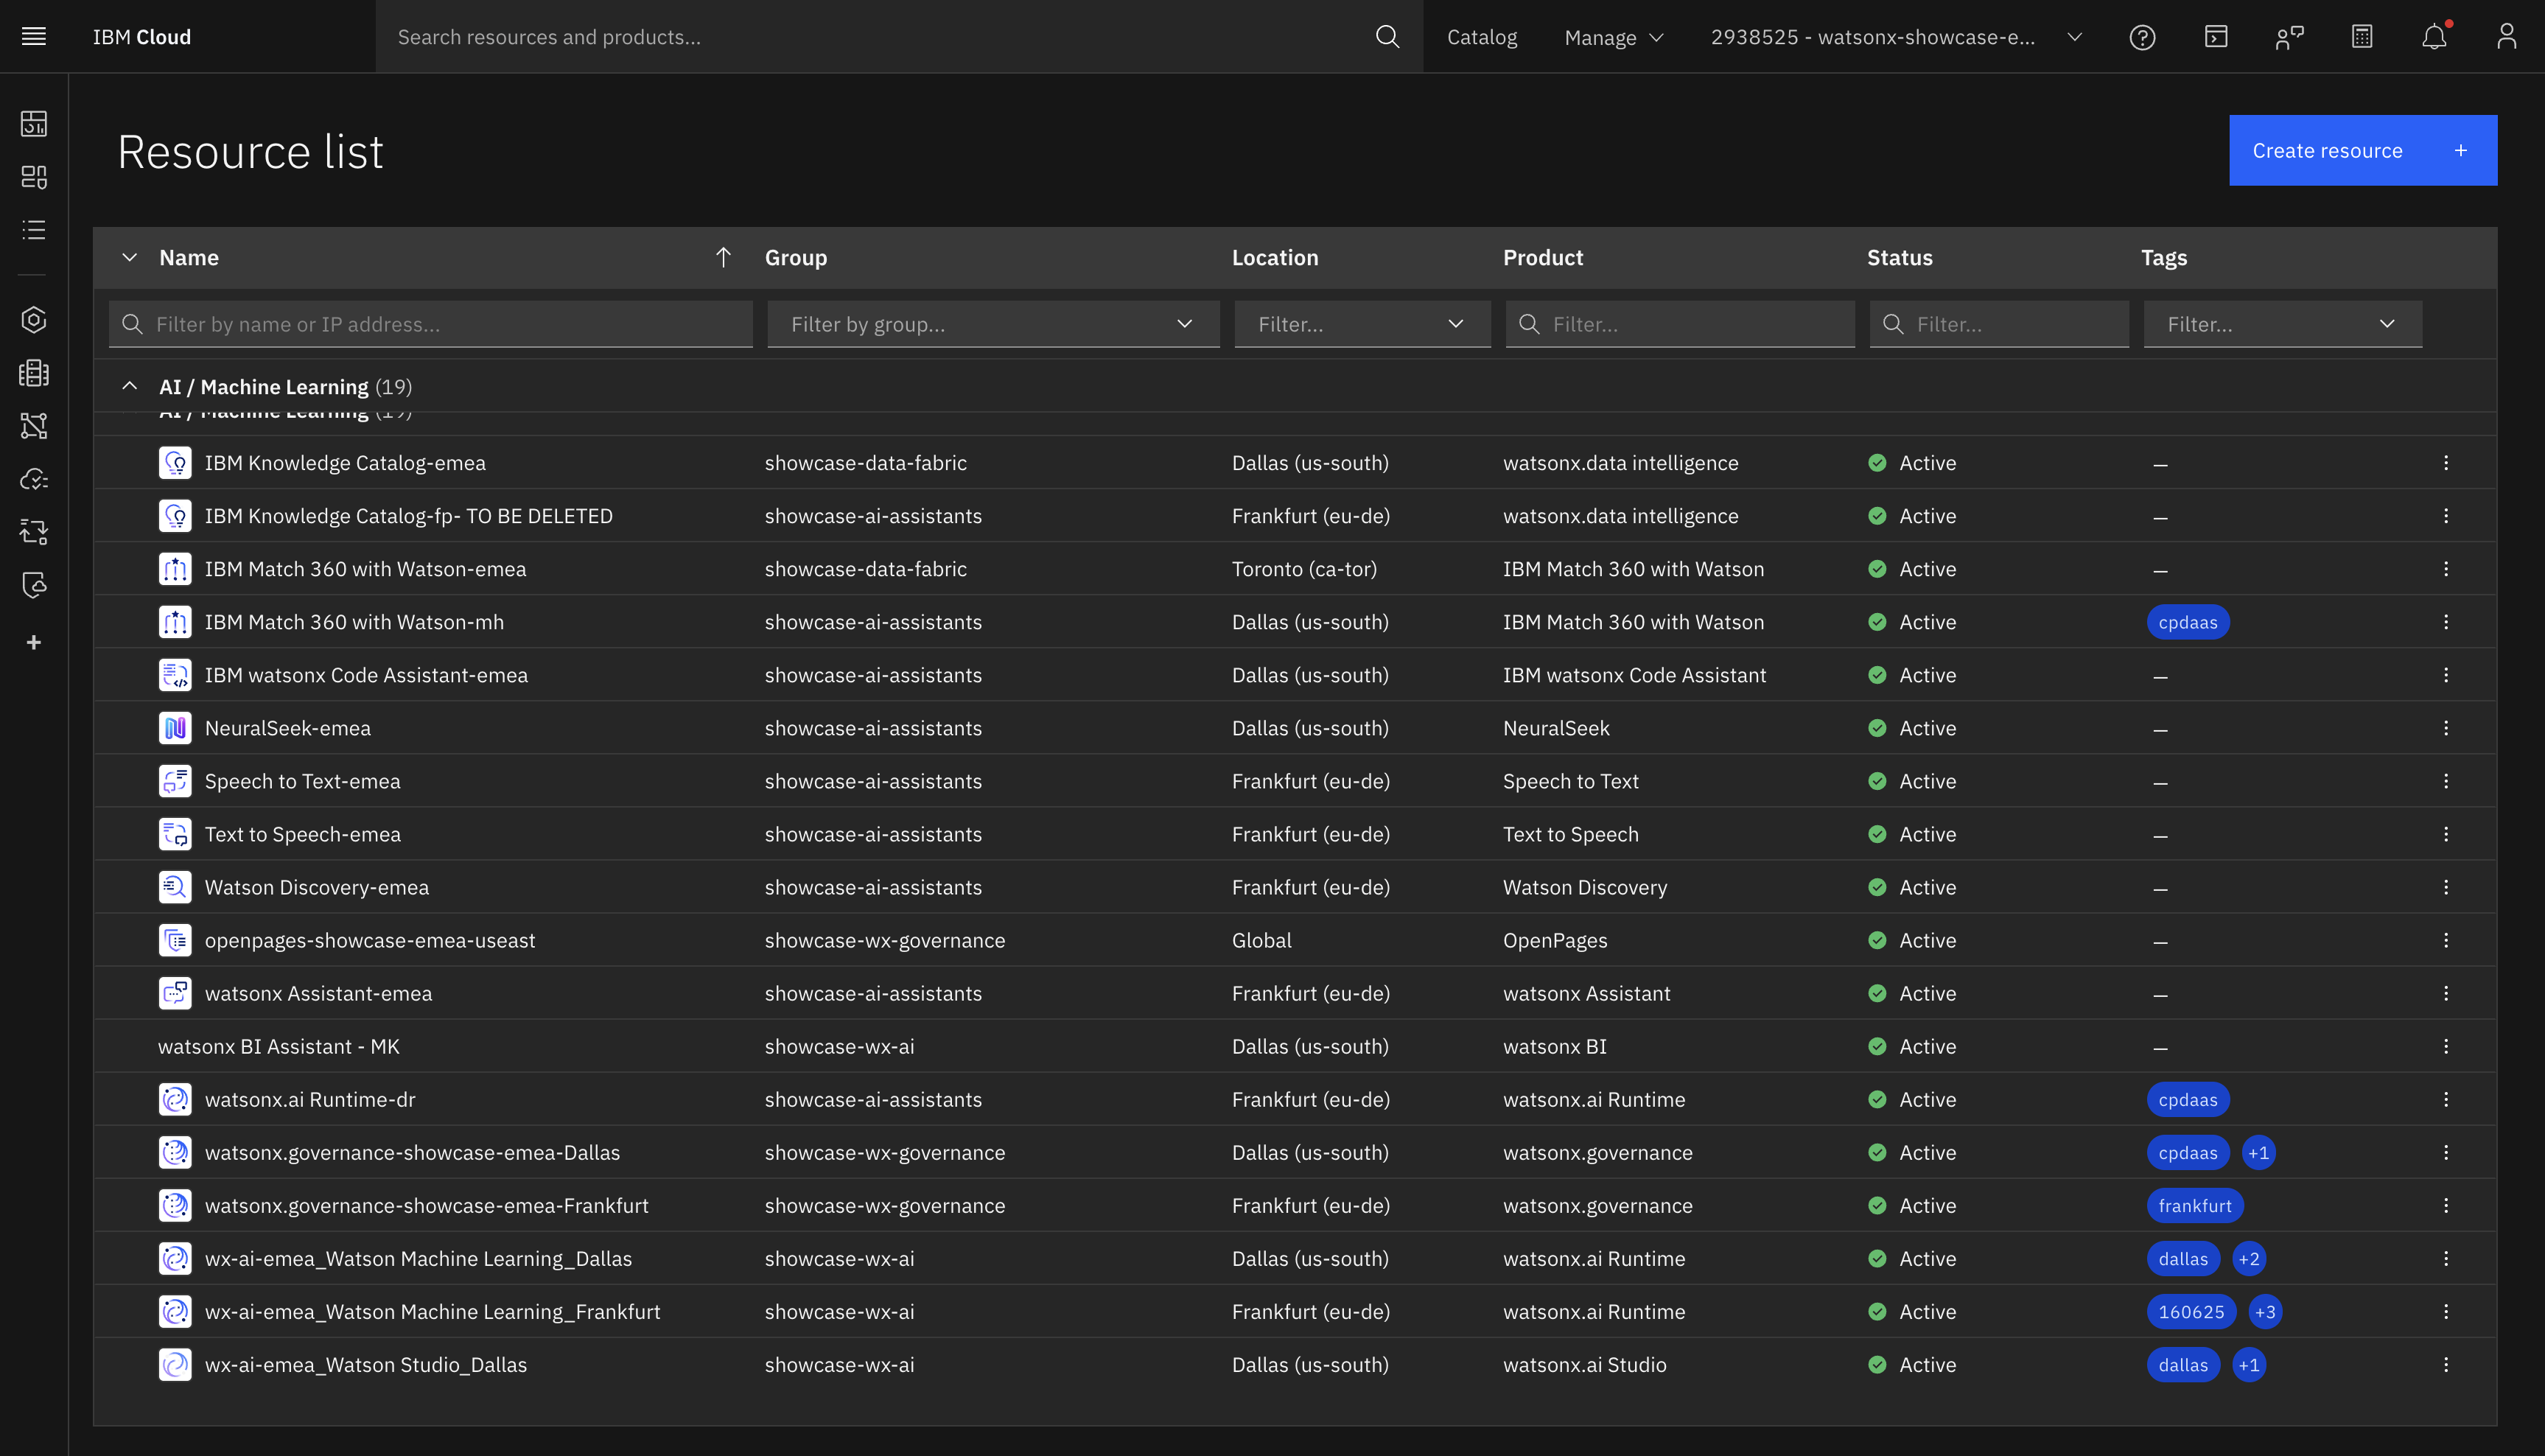 IBM Cloud
Search resources and products...
Catalog
Manage
2938525 - watsonx-showcase-e...
Resource list
Create resource +
Name Group Location Product Status Tags
Filter by name or IP address... Filter by group... Filter... Filter... Filter... Filter...
AI / Machine Learning (19)
AI / Machine Learning (19)
IBM Knowledge Catalog-emea showcase-data-fabric Dallas (us-south) watsonx.data intelligence Active –
IBM Knowledge Catalog-fp- TO BE DELETED showcase-ai-assistants Frankfurt (eu-de) watsonx.data intelligence Active –
IBM Match 360 with Watson-emea showcase-data-fabric Toronto (ca-tor) IBM Match 360 with Watson Active –
IBM Match 360 with Watson-mh showcase-ai-assistants Dallas (us-south) IBM Match 360 with Watson Active cpdaas
IBM watsonx Code Assistant-emea showcase-ai-assistants Dallas (us-south) IBM watsonx Code Assistant Active –
NeuralSeek-emea showcase-ai-assistants Dallas (us-south) NeuralSeek Active –
Speech to Text-emea showcase-ai-assistants Frankfurt (eu-de) Speech to Text Active –
Text to Speech-emea showcase-ai-assistants Frankfurt (eu-de) Text to Speech Active –
Watson Discovery-emea showcase-ai-assistants Frankfurt (eu-de) Watson Discovery Active –
openpages-showcase-emea-useast showcase-wx-governance Global OpenPages Active –
watsonx Assistant-emea showcase-ai-assistants Frankfurt (eu-de) watsonx Assistant Active –
watsonx BI Assistant - MK showcase-wx-ai Dallas (us-south) watsonx BI Active –
watsonx.ai Runtime-dr showcase-ai-assistants Frankfurt (eu-de) watsonx.ai Runtime Active cpdaas
watsonx.governance-showcase-emea-Dallas showcase-wx-governance Dallas (us-south) watsonx.governance Active cpdaas +1
watsonx.governance-showcase-emea-Frankfurt showcase-wx-governance Frankfurt (eu-de) watsonx.governance Active frankfurt
wx-ai-emea_Watson Machine Learning_Dallas showcase-wx-ai Dallas (us-south) watsonx.ai Runtime Active dallas +2
wx-ai-emea_Watson Machine Learning_Frankfurt showcase-wx-ai Frankfurt (eu-de) watsonx.ai Runtime Active 160625 +3
wx-ai-emea_Watson Studio_Dallas showcase-wx-ai Dallas (us-south) watsonx.ai Studio Active dallas +1